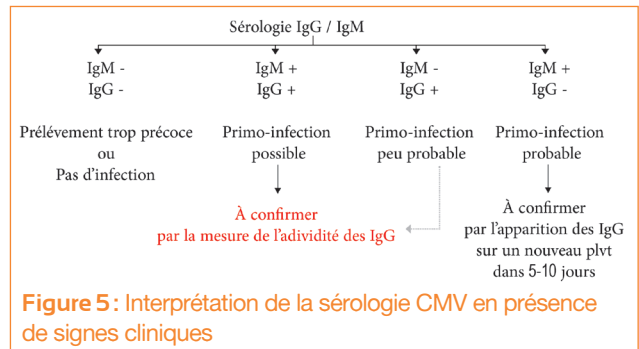 Sérologie IgG / IgM
IgM -
IgG -
IgM +
IgG +
IgM -
IgG +
IgM +
IgG -
Prélévement trop précoce
ou
Pas d'infection
Primo-infection
possible
Primo-infection
peu probable
Primo-infection
probable
À confirmer
par la mesure de l'adividité des IgG
À confirmer
par l'apparition des IgG
sur un nouveau plvt
dans 5-10 jours
Figure 5 : Interprétation de la sérologie CMV en présence
de signes cliniques